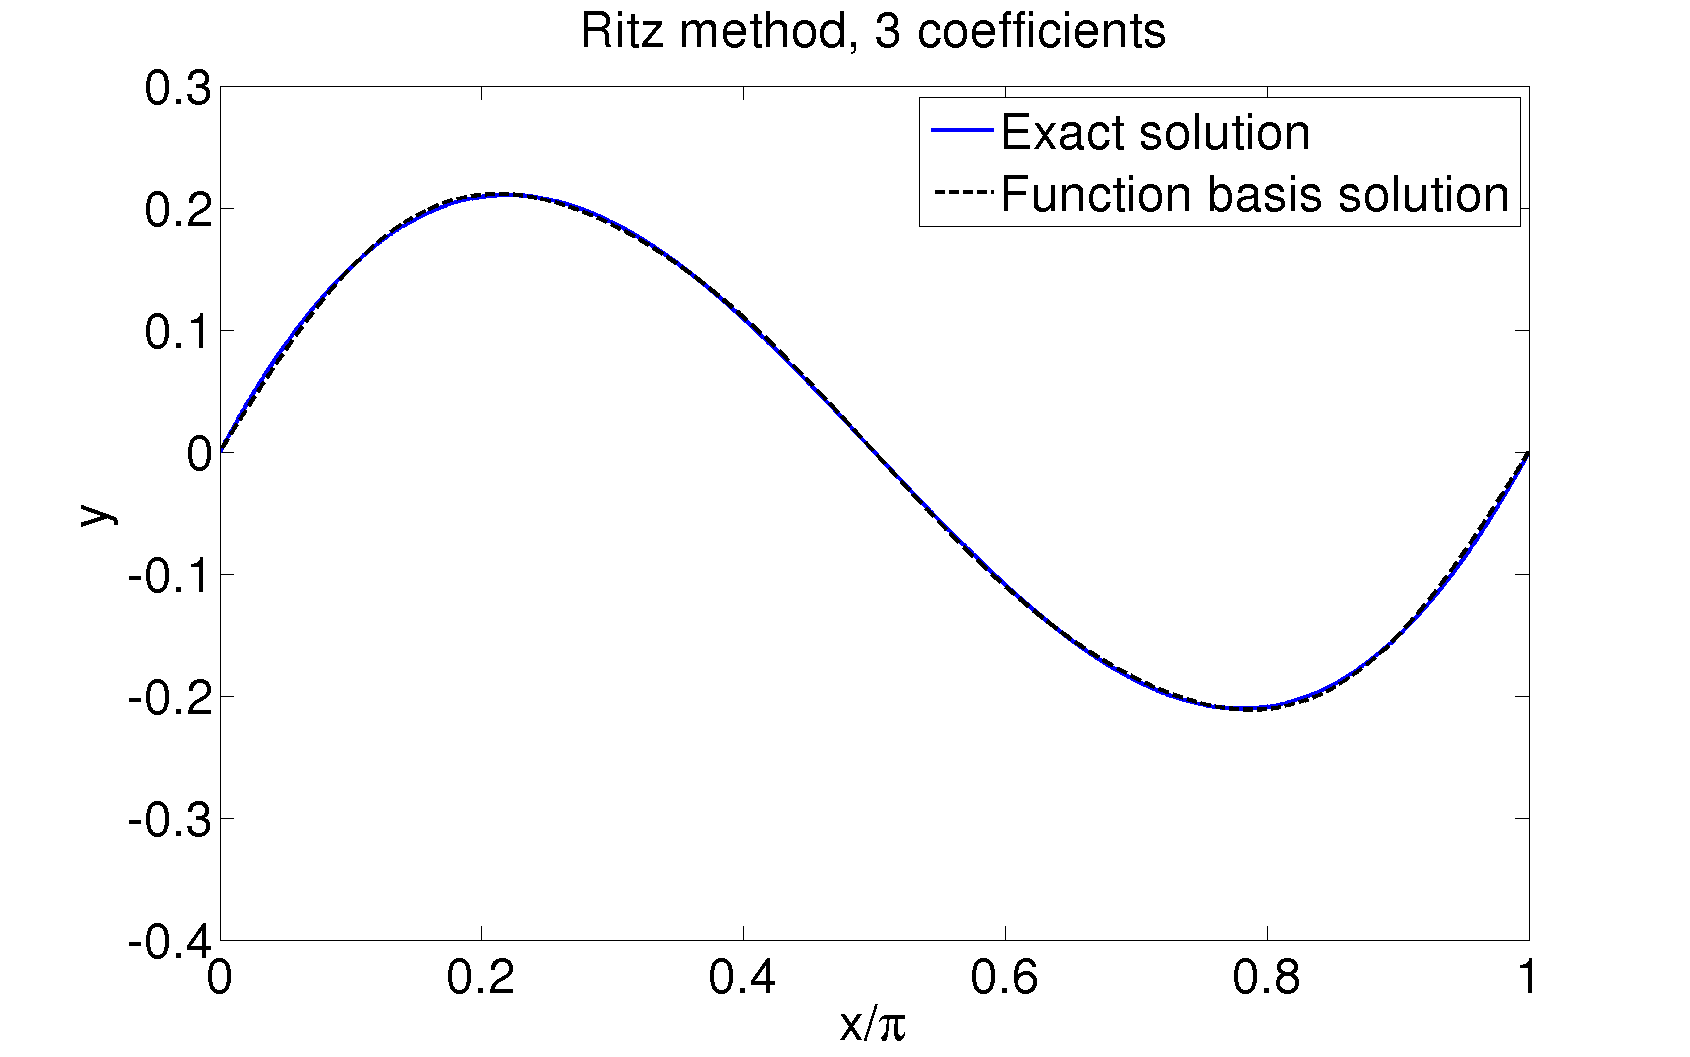 Ritz method, 3 coefficients
0.3
Exact solution
Function basis solution
0.2
0.1
0
-0.1
-0.2
-0.3
-0.4
y
0 0.2 0.4 0.6 0.8 1
x/π